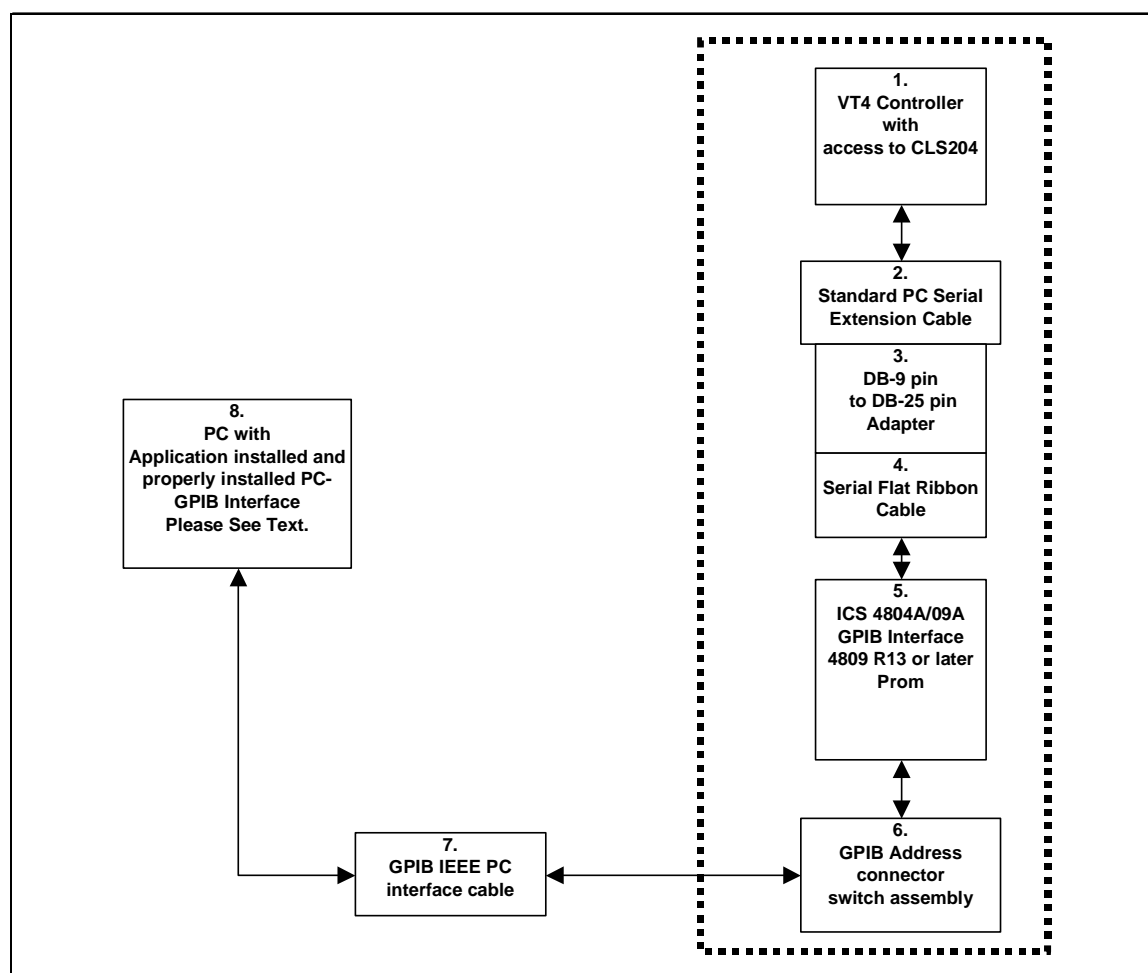 1.
VT4 Controller
with
access to CLS204
2.
Standard PC Serial
Extension Cable
3.
DB-9 pin
to DB-25 pin
Adapter
4.
Serial Flat Ribbon
Cable
5.
ICS 4804A/09A
GPIB Interface
4809 R13 or later
Prom
6.
GPIB Address
connector
switch assembly
7.
GPIB IEEE PC
interface cable
8.
PC with
Application installed and
properly installed PC-
GPIB Interface
Please See Text.